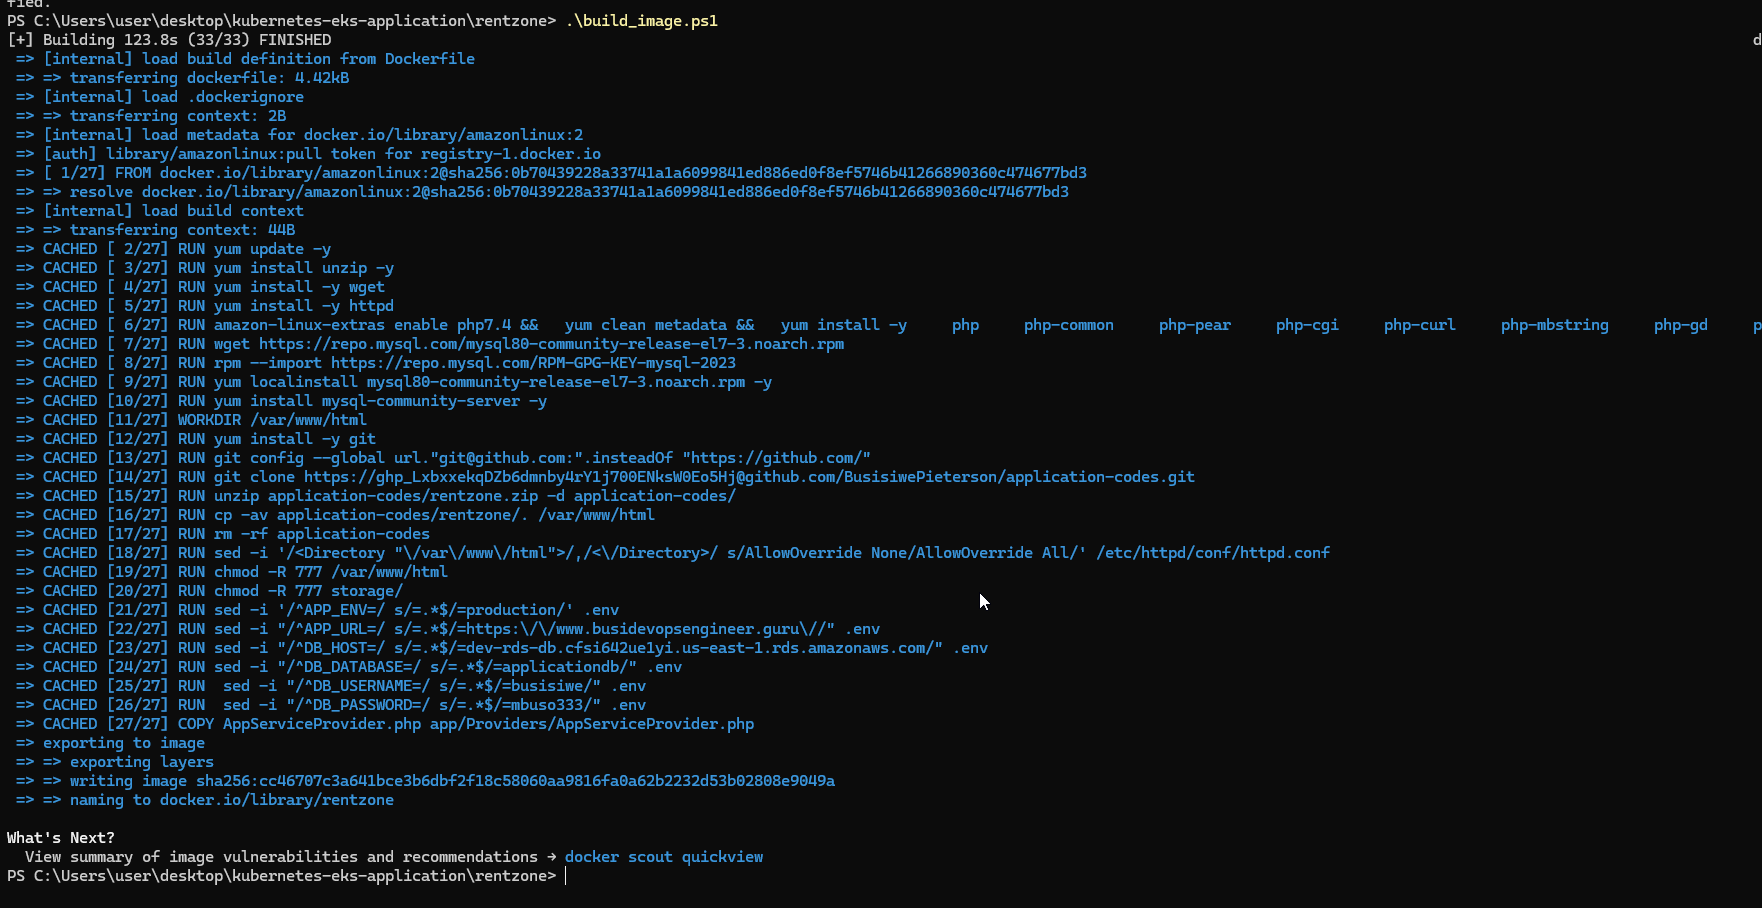 fied.
PS C:\Users\user\desktop\kubernetes-eks-application\rentzone> .\build_image.ps1
[+] Building 123.8s (33/33) FINISHED d
=> [internal] load build definition from Dockerfile
=> => transferring dockerfile: 4.42kB
=> [internal] load .dockerignore
=> => transferring context: 2B
=> [internal] load metadata for docker.io/library/amazonlinux:2
=> [auth] library/amazonlinux:pull token for registry-1.docker.io
=> [ 1/27] FROM docker.io/library/amazonlinux:2@sha256:0b70439228a33741a1a6099841ed886ed0f8ef5746b41266890360c474677bd3
=> => resolve docker.io/library/amazonlinux:2@sha256:0b70439228a33741a1a6099841ed886ed0f8ef5746b41266890360c474677bd3
=> [internal] load build context
=> => transferring context: 44B
=> CACHED [ 2/27] RUN yum update -y
=> CACHED [ 3/27] RUN yum install unzip -y
=> CACHED [ 4/27] RUN yum install -y wget
=> CACHED [ 5/27] RUN yum install -y httpd
=> CACHED [ 6/27] RUN amazon-linux-extras enable php7.4 && yum clean metadata && yum install -y php php-common php-pear php-cgi php-curl php-mbstring php-gd p
=> CACHED [ 7/27] RUN wget https://repo.mysql.com/mysql80-community-release-el7-3.noarch.rpm
=> CACHED [ 8/27] RUN rpm --import https://repo.mysql.com/RPM-GPG-KEY-mysql-2023
=> CACHED [ 9/27] RUN yum localinstall mysql80-community-release-el7-3.noarch.rpm -y
=> CACHED [10/27] RUN yum install mysql-community-server -y
=> CACHED [11/27] WORKDIR /var/www/html
=> CACHED [12/27] RUN yum install -y git
=> CACHED [13/27] RUN git config --global url."git@github.com:".insteadOf "https://github.com/"
=> CACHED [14/27] RUN git clone https://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@github.com/BusisiwePieterson/application-codes.git
=> CACHED [15/27] RUN unzip application-codes/rentzone.zip -d application-codes/
=> CACHED [16/27] RUN cp -av application-codes/rentzone/. /var/www/html
=> CACHED [17/27] RUN rm -rf application-codes
=> CACHED [18/27] RUN sed -i '/<Directory "\/var\/www\/html">/,/<\/Directory>/ s/AllowOverride None/AllowOverride All/' /etc/httpd/conf/httpd.conf
=> CACHED [19/27] RUN chmod -R 777 /var/www/html
=> CACHED [20/27] RUN chmod -R 777 storage/
=> CACHED [21/27] RUN sed -i '/^APP_ENV=/ s/=.*$/=production/' .env
=> CACHED [22/27] RUN sed -i "/^APP_URL=/ s/=.*$/=https:\/\/www.busidevopsengineer.guru\//" .env
=> CACHED [23/27] RUN sed -i "/^DB_HOST=/ s/=.*$/=dev-rds-db.cfsi642ue1yi.us-east-1.rds.amazonaws.com/" .env
=> CACHED [24/27] RUN sed -i "/^DB_DATABASE=/ s/=.*$/=applicationdb/" .env
=> CACHED [25/27] RUN  sed -i "/^DB_USERNAME=/ s/=.*$/=busisiwe/" .env
=> CACHED [26/27] RUN  sed -i "/^DB_PASSWORD=/ s/=.*$/=mbuso333/" .env
=> CACHED [27/27] COPY AppServiceProvider.php app/Providers/AppServiceProvider.php
=> exporting to image
=> => exporting layers
=> => writing image sha256:cc46707c3a641bce3b6dbf2f18c58060aa9816fa0a62b2232d53b02808e9049a
=> => naming to docker.io/library/rentzone
What's Next?
View summary of image vulnerabilities and recommendations → docker scout quickview
PS C:\Users\user\desktop\kubernetes-eks-application\rentzone>